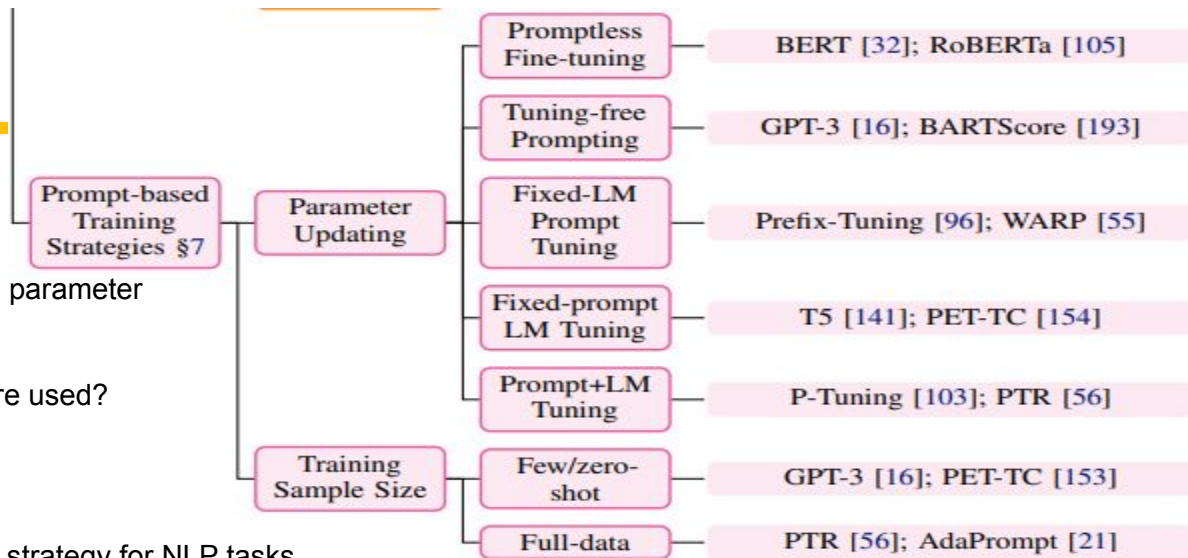 Promptless
Fine-tuning
BERT [32]; RoBERTa [105]
Tuning-free
Prompting
GPT-3 [16]; BARTScore [193]
Prompt-based
Training
Strategies §7
Parameter
Updating
Fixed-LM
Prompt
Tuning
Prefix-Tuning [96]; WARP [55]
parameter
Fixed-prompt
LM Tuning
T5 [141]; PET-TC [154]
re used?
Prompt+LM
Tuning
P-Tuning [103]; PTR [56]
Training
Sample Size
Few/zero-
shot
GPT-3 [16]; PET-TC [153]
strategy for NLP tasks
Full-data
PTR [56]; AdaPrompt [21]